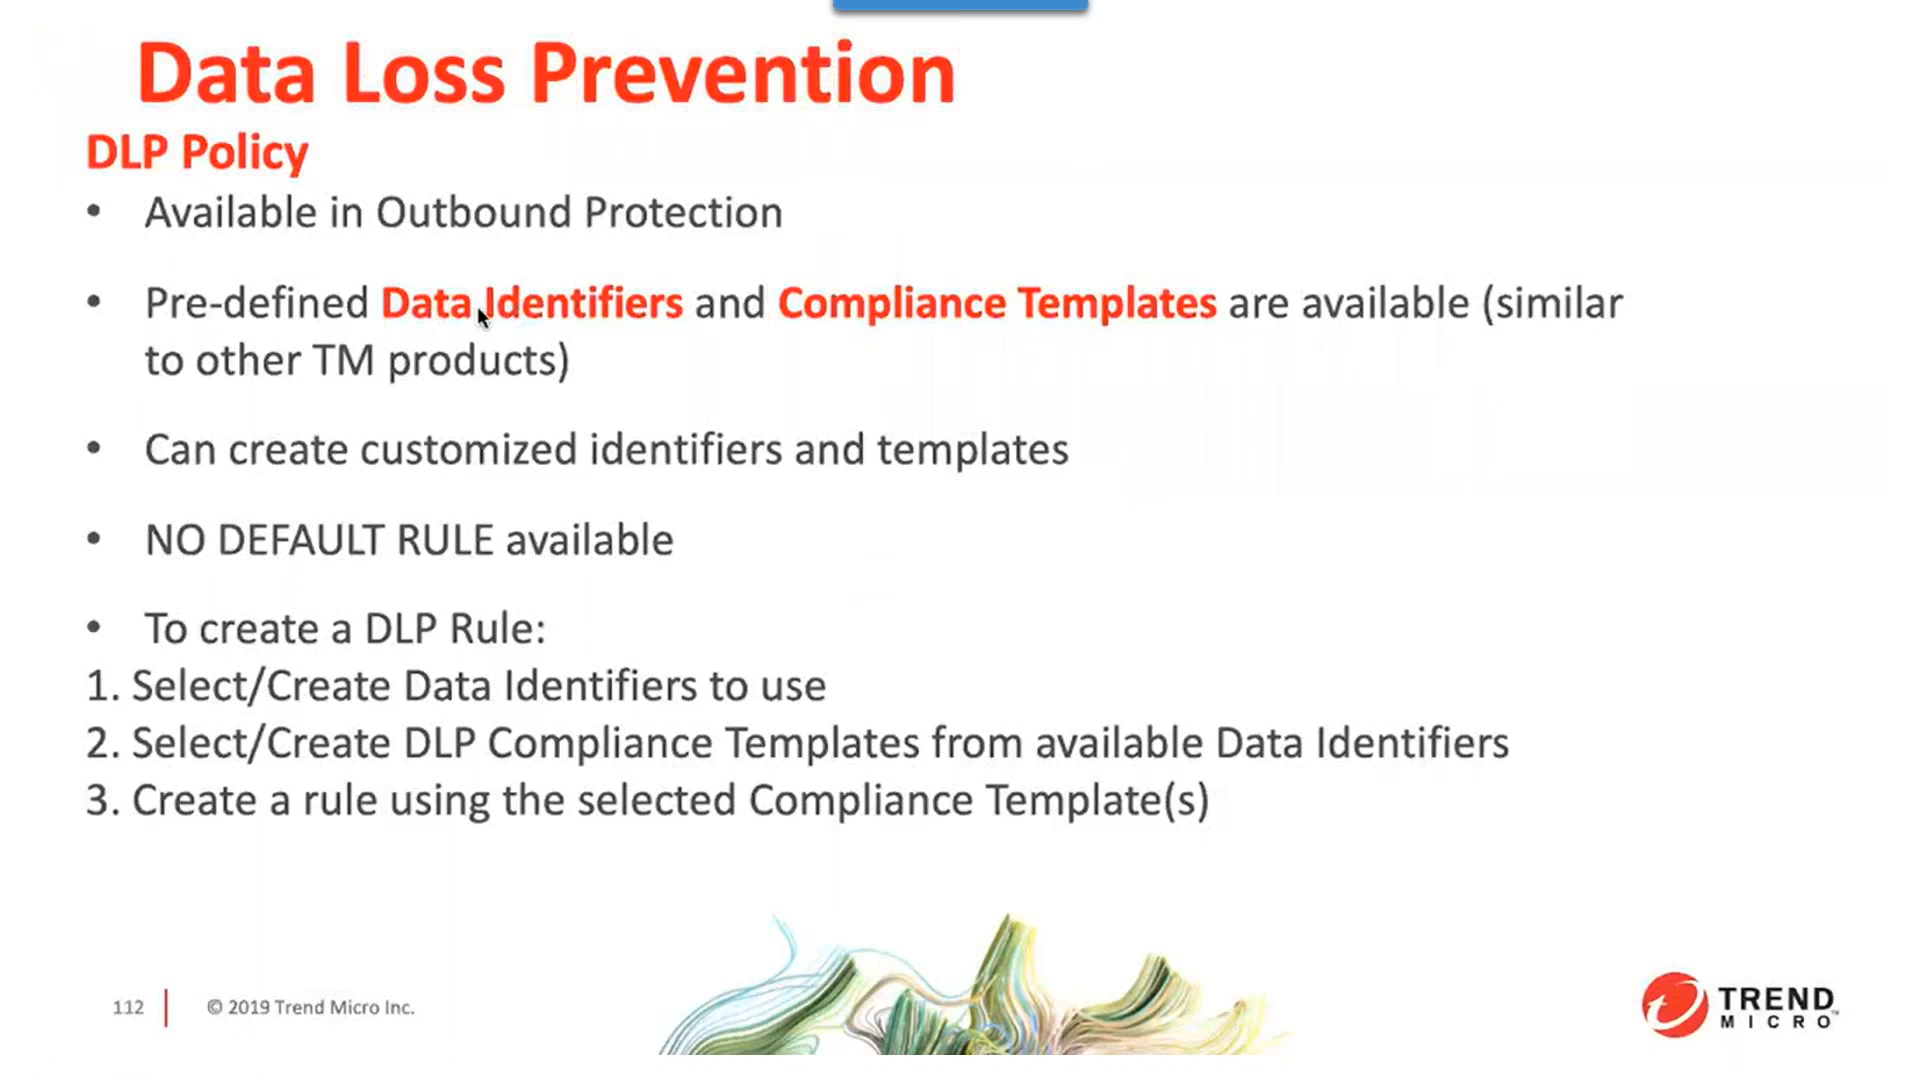 Data Loss Prevention
DLP Policy
• Available in Outbound Protection
• Pre-defined Data Identifiers and Compliance Templates are available (similar
to other TM products)
• Can create customized identifiers and templates
• NO DEFAULT RULE available
• To create a DLP Rule:
1. Select/Create Data Identifiers to use
2. Select/Create DLP Compliance Templates from available Data Identifiers
3. Create a rule using the selected Compliance Template(s)
112
© 2019 Trend Micro Inc.
TREND
MICRO™